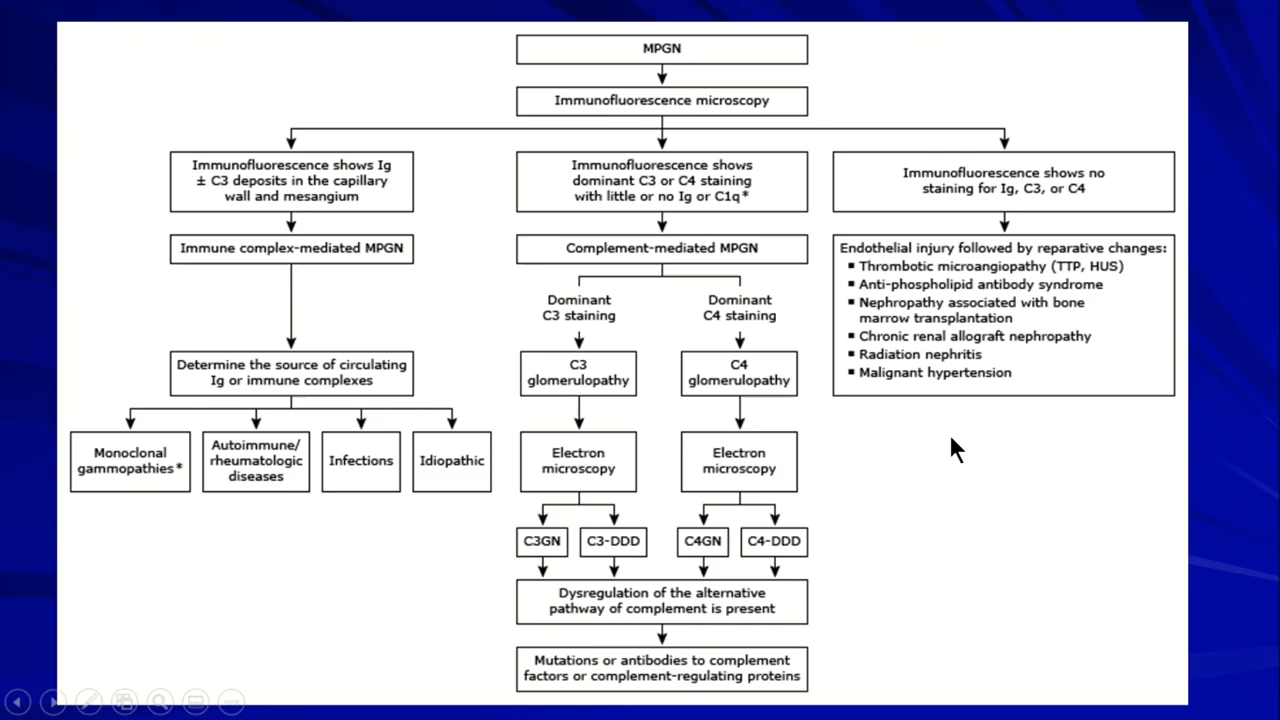 MPGN
Immunofluorescence microscopy
Immunofluorescence shows Ig
± C3 deposits in the capillary
wall and mesangium
Immunofluorescence shows
dominant C3 or C4 staining
with little or no Ig or C1q*
Immunofluorescence shows no
staining for Ig, C3, or C4
Immune complex-mediated MPGN
Complement-mediated MPGN
Endothelial injury followed by reparative changes:
▪ Thrombotic microangiopathy (TTP, HUS)
▪ Anti-phospholipid antibody syndrome
▪ Nephropathy associated with bone
marrow transplantation
▪ Chronic renal allograft nephropathy
▪ Radiation nephritis
▪ Malignant hypertension
Dominant
C3 staining
Dominant
C4 staining
Determine the source of circulating
Ig or immune complexes
C3
glomerulopathy
C4
glomerulopathy
Monoclonal
gammopathies*
Autoimmune/
rheumatologic
diseases
Infections
Idiopathic
Electron
microscopy
Electron
microscopy
C3GN
C3-DDD
C4GN
C4-DDD
Dysregulation of the alternative
pathway of complement is present
Mutations or antibodies to complement
factors or complement-regulating proteins